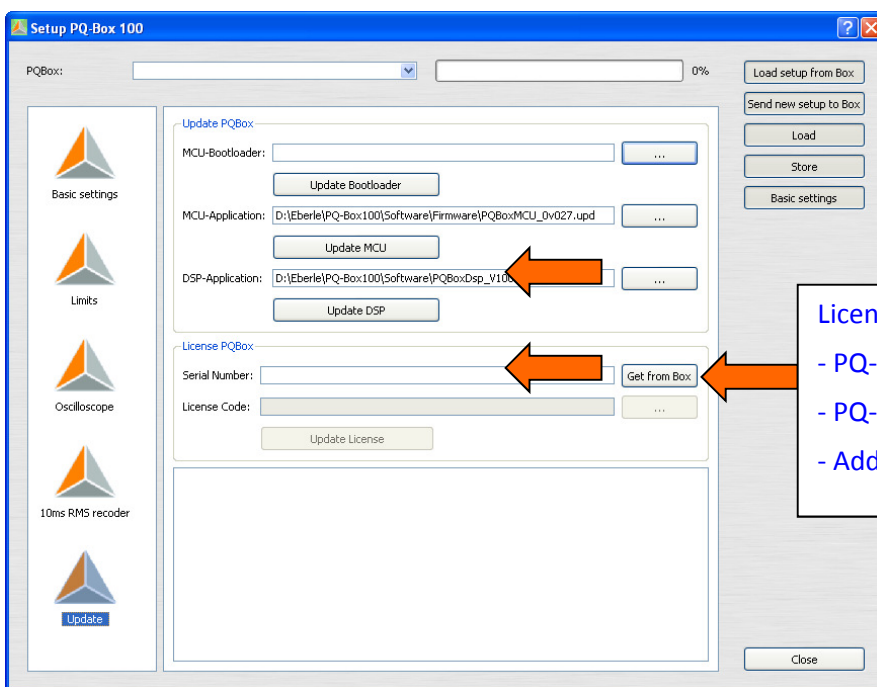 Setup PQ-Box 100
PQBox: 0% Load setup from Box
Send new setup to Box
Load
Store
Basic settings
Basic settings
Limits
Oscilloscope
10ms RMS recoder
Update
Update PQBox
MCU-Bootloader: ...
Update Bootloader
MCU-Application: D:\Eberle\PQ-Box100\Software\Firmware\PQBoxMCU_0v027.upd ...
Update MCU
DSP-Application: D:\Eberle\PQ-Box100\Software\PQBoxDsp_V10 ...
Update DSP
License PQBox
Serial Number: Get from Box
License Code: ...
Update License
Licen
- PQ-
- PQ-
- Add
Close